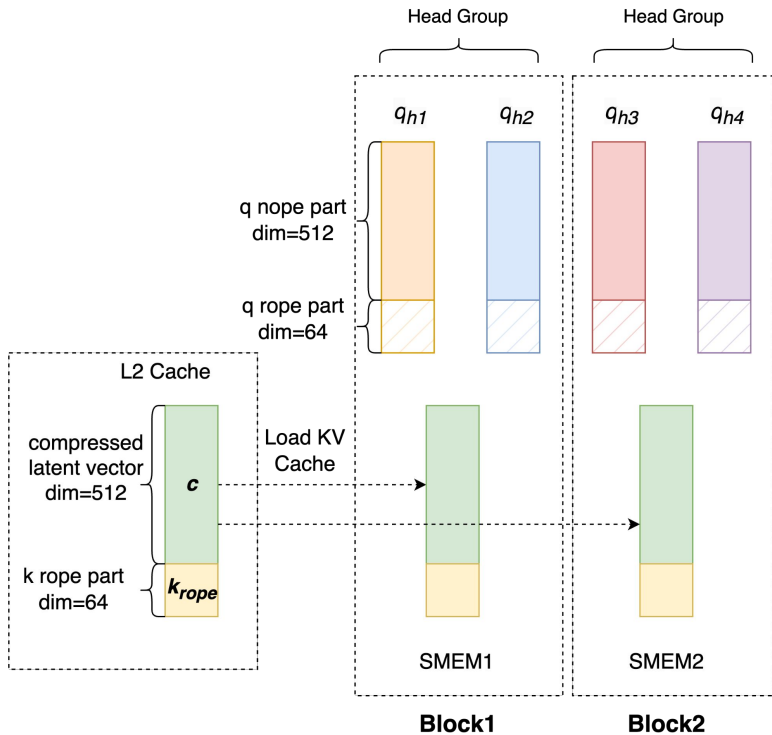 Head Group
Head Group
q_h1
q_h2
q_h3
q_h4
q nope part
dim=512
q rope part
dim=64
L2 Cache
compressed
latent vector
dim=512
c
Load KV
Cache
k rope part
dim=64
k_rope
SMEM1
SMEM2
Block1
Block2